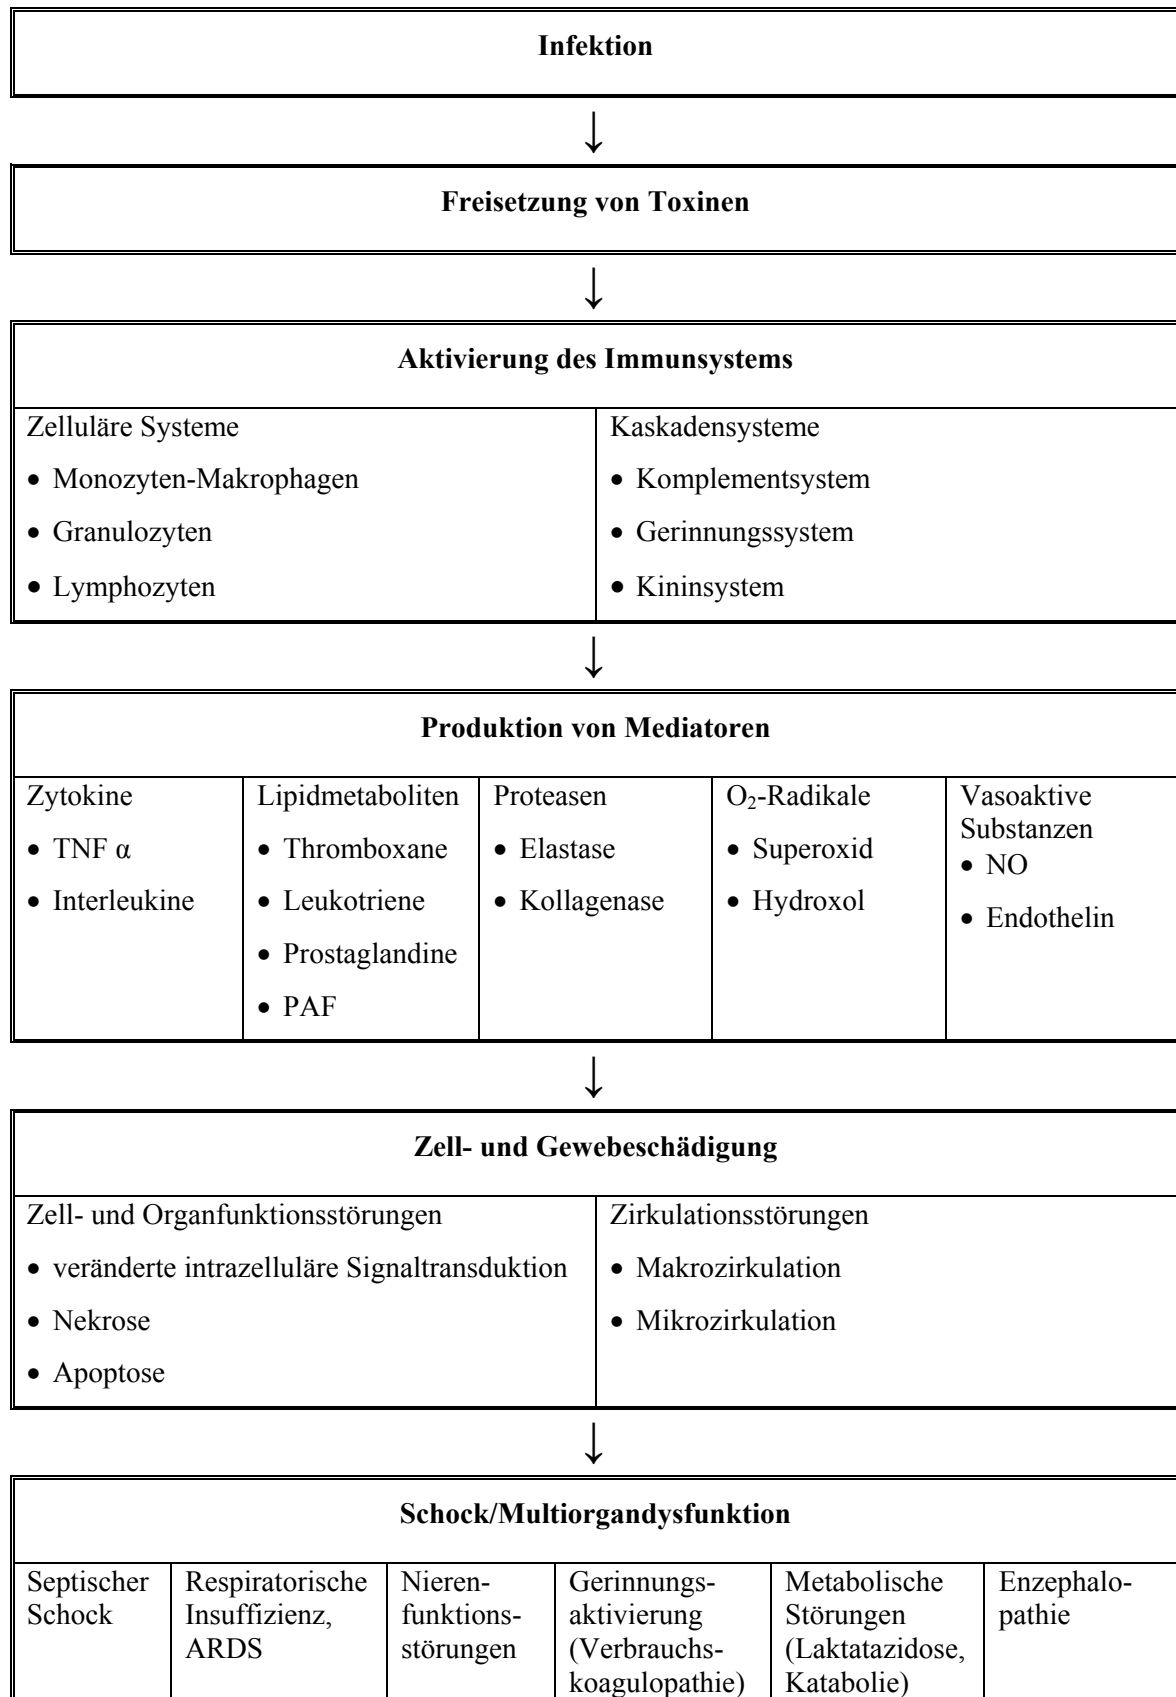 Infektion
↓
Freisetzung von Toxinen
↓
Aktivierung des Immunsystems
Zelluläre Systeme
• Monozyten-Makrophagen
• Granulozyten
• Lymphozyten
Kaskadensysteme
• Komplementsystem
• Gerinnungssystem
• Kininsystem
↓
Produktion von Mediatoren
Zytokine
• TNF α
• Interleukine
Lipidmetaboliten
• Thromboxane
• Leukotriene
• Prostaglandine
• PAF
Proteasen
• Elastase
• Kollagenase
O₂-Radikale
• Superoxid
• Hydroxol
Vasoaktive
Substanzen
• NO
• Endothelin
↓
Zell- und Gewebeschädigung
Zell- und Organfunktionsstörungen
• veränderte intrazelluläre Signaltransduktion
• Nekrose
• Apoptose
Zirkulationsstörungen
• Makrozirkulation
• Mikrozirkulation
↓
Schock/Multiorgandysfunktion
Septischer
Schock
Respiratorische
Insuffizienz,
ARDS
Nieren-
funktions-
störungen
Gerinnungs-
aktivierung
(Verbrauchs-
koagulopathie)
Metabolische
Störungen
(Laktatazidose,
Katabolie)
Enzephalo-
pathie